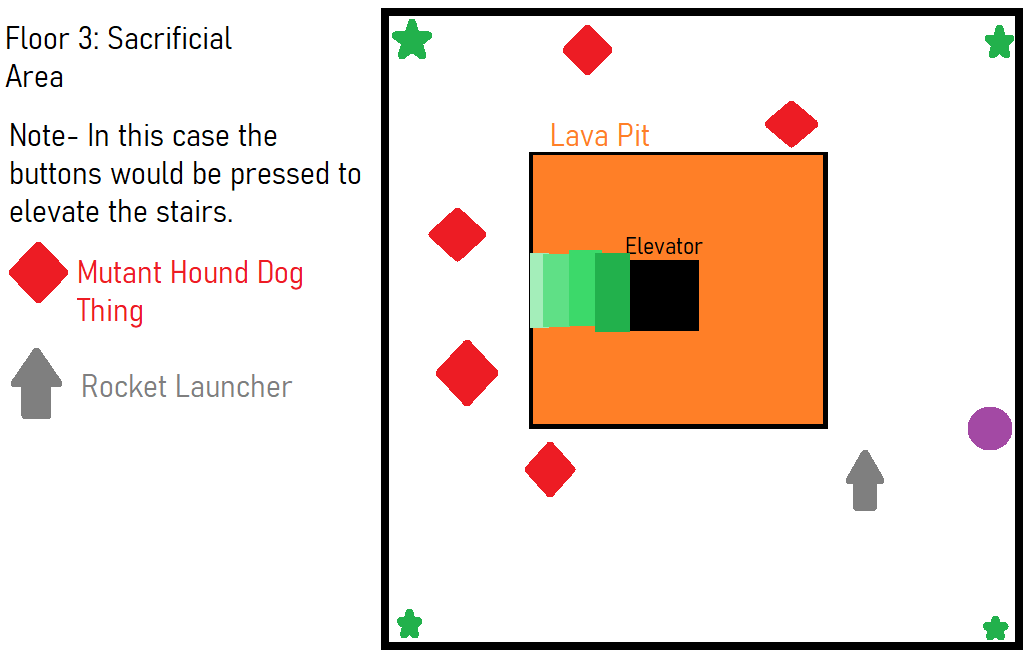 Floor 3: Sacrificial
Area
Note- In this case the
buttons would be pressed to
elevate the stairs.
Mutant Hound Dog
Thing
Rocket Launcher
Lava Pit
Elevator